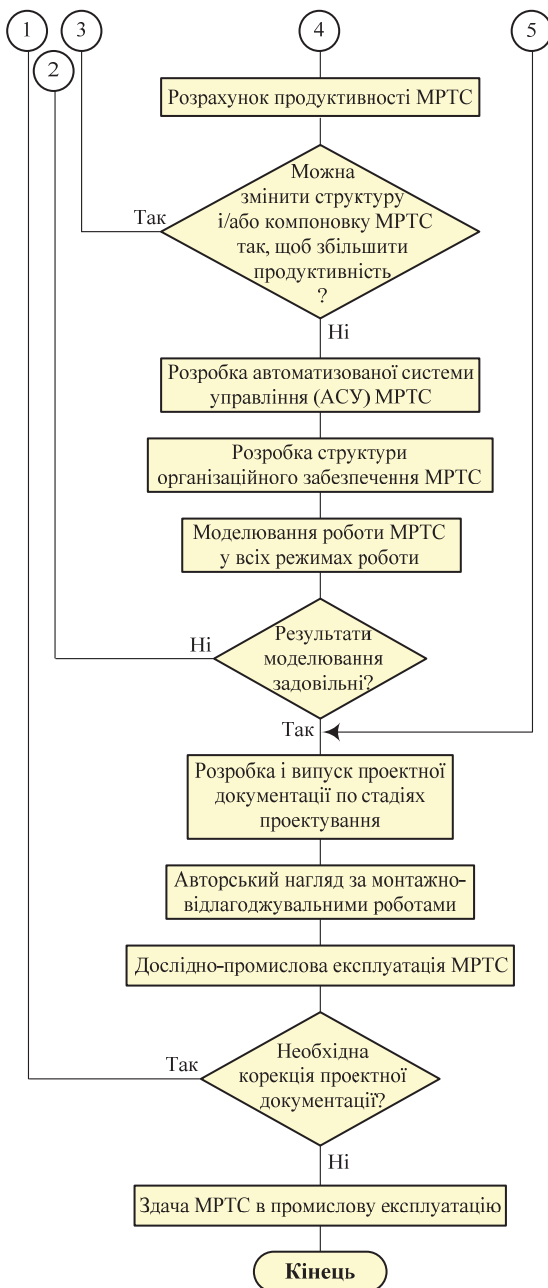 1
3
4
5
2
Розрахунок продуктивності МРТС
Можна
змінити структуру
і/або компоновку МРТС
так, щоб збільшити
продуктивність
?
Так
Ні
Розробка автоматизованої системи
управління (АСУ) МРТС
Розробка структури
організаційного забезпечення МРТС
Моделювання роботи МРТС
у всіх режимах роботи
Результати
моделювання
задовільні?
Ні
Так
Розробка і випуск проектної
документації по стадіях
проектування
Авторський нагляд за монтажно-
відлагоджувальними роботами
Дослідно-промислова експлуатація МРТС
Необхідна
корекція проектної
документації?
Так
Ні
Здача МРТС в промислову експлуатацію
Кінець